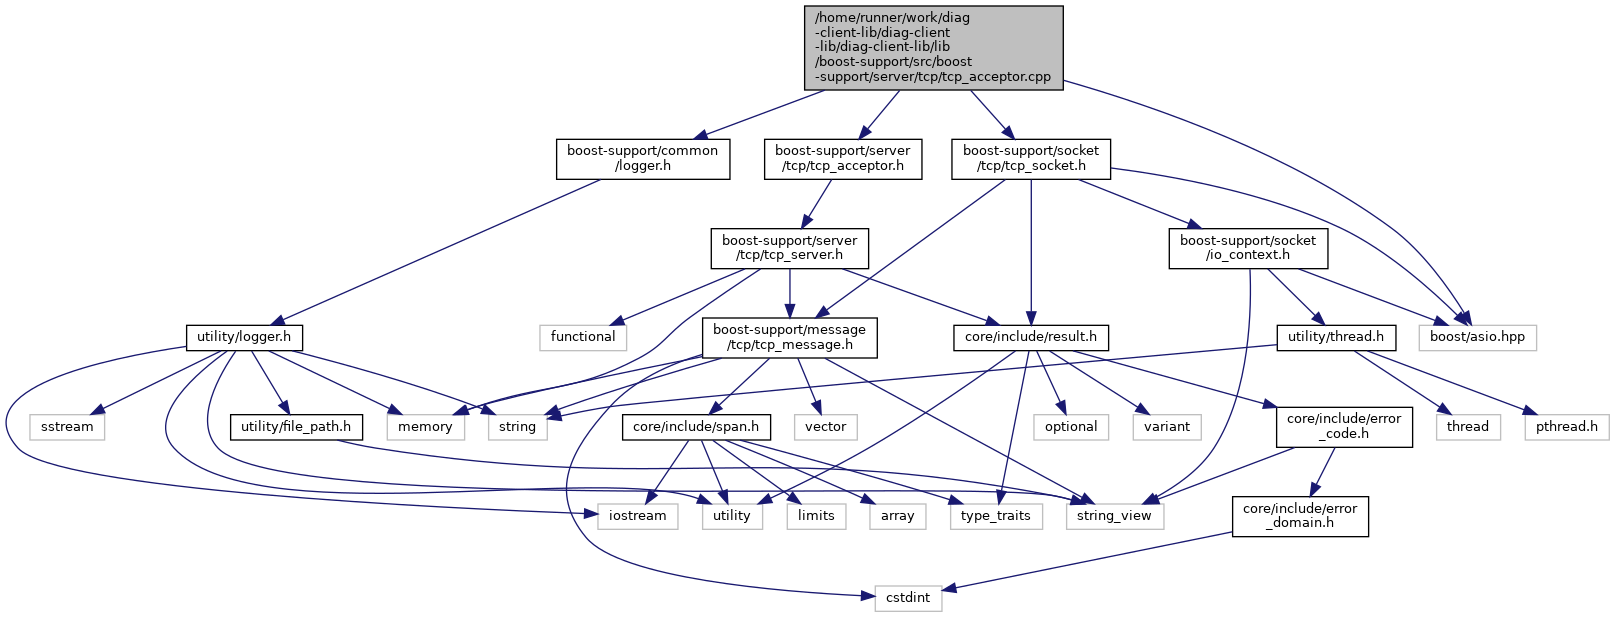 /home/runner/work/diag
-client-lib/diag-client
-lib/diag-client-lib/lib
/boost-support/src/boost
-support/server/tcp/tcp_acceptor.cpp
boost-support/common
/logger.h
boost-support/server
/tcp/tcp_acceptor.h
boost-support/socket
/tcp/tcp_socket.h
boost-support/server
/tcp/tcp_server.h
boost-support/socket
/io_context.h
utility/logger.h
functional
boost-support/message
/tcp/tcp_message.h
core/include/result.h
utility/thread.h
boost/asio.hpp
sstream
utility/file_path.h
memory
string
core/include/span.h
vector
optional
variant
core/include/error
_code.h
thread
pthread.h
iostream
utility
limits
array
type_traits
string_view
core/include/error
_domain.h
cstdint